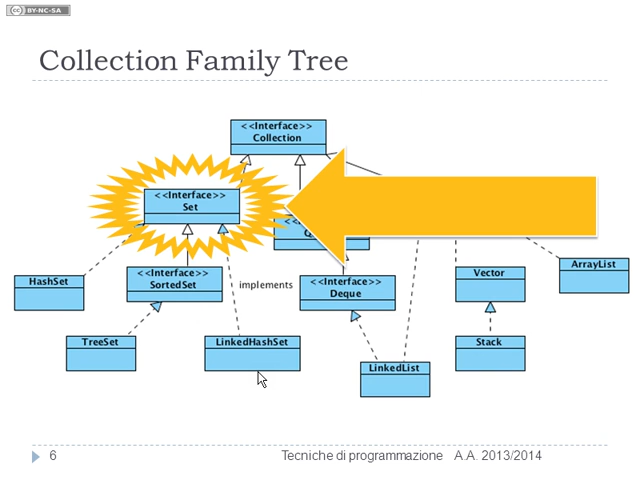 BY-NC-SA
Collection Family Tree
<<Interface>>
Collection
<<Interface>>
Set
HashSet
<<Interface>>
SortedSet
implements
<<Interface>>
Deque
Vector
ArrayList
TreeSet
LinkedHashSet
LinkedList
Stack
6
Tecniche di programmazione A.A. 2013/2014